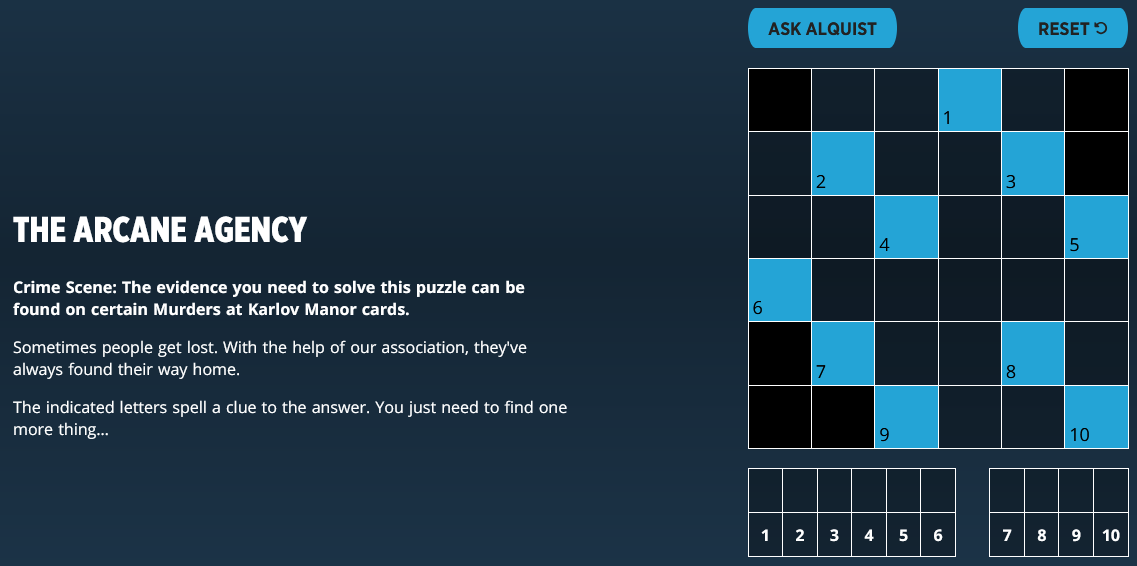 ASK ALQUIST
RESET
1
2
3
THE ARCANE AGENCY
4
5
Crime Scene: The evidence you need to solve this puzzle can be
found on certain Murders at Karlov Manor cards.
6
Sometimes people get lost. With the help of our association, they've
always found their way home.
7
8
The indicated letters spell a clue to the answer. You just need to find one
more thing...
9
10
1 2 3 4 5 6 7 8 9 10